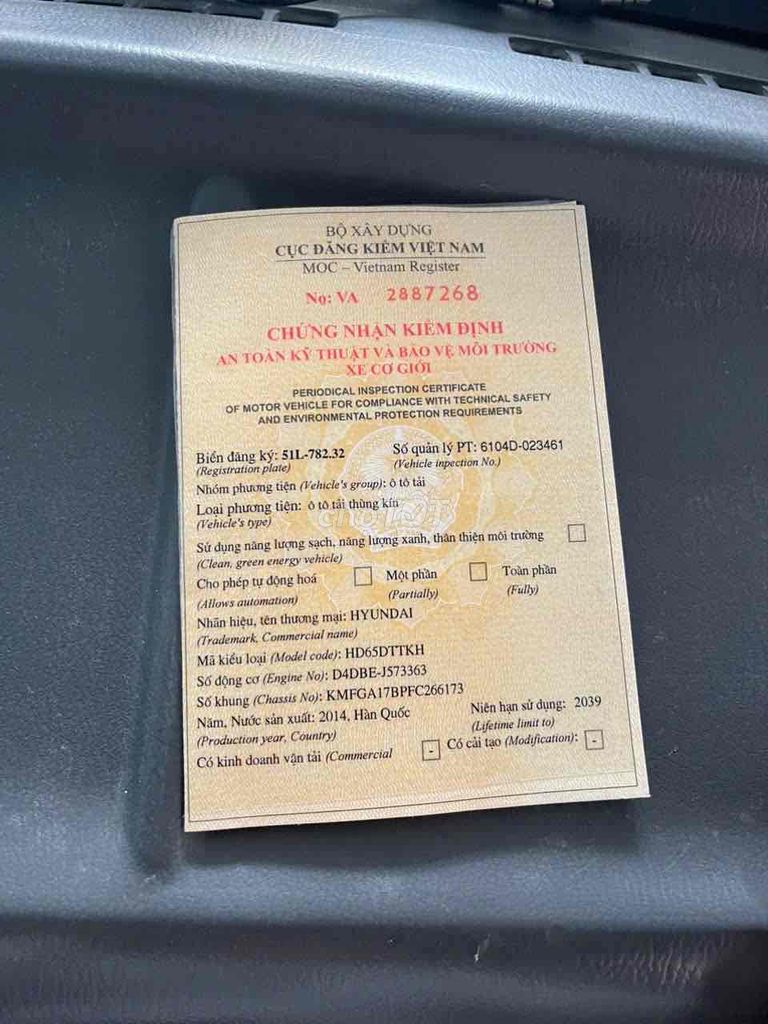 BỘ XÂY DỰNG
CỤC ĐĂNG KIỂM VIỆT NAM
MOC – Vietnam Register
Nọ: VA 2887268
CHỨNG NHẬN KIỂM ĐỊNH
AN TOÀN KỸ THUẬT VÀ BẢO VỆ MÔI TRƯỜNG
XE CƠ GIỚI
PERIODICAL INSPECTION CERTIFICATE
OF MOTOR VEHICLE FOR COMPLIANCE WITH TECHNICAL SAFETY
AND ENVIRONMENTAL PROTECTION REQUIREMENTS
Biển đăng ký: 51L-782.32 Số quản lý PT: 6104D-023461
(Registration plate) (Vehicle inpection No.)
Nhóm phương tiện (Vehicle's group): ô tô tải
Loại phương tiện: ô tô tải thùng kín
(Vehicle's type)
chợTỐT
Sử dụng năng lượng sạch, năng lượng xanh, thân thiện môi trường
(Clean, green energy vehicle)
Cho phép tự động hoá Một phần Toàn phần
(Allows automation) (Partially) (Fully)
Nhãn hiệu, tên thương mại: HYUNDAI
(Trademark, Commercial name)
Mã kiểu loại (Model code): HD65DTTKH
Số động cơ (Engine No): D4DBE-J573363
Số khung (Chassis No): KMFGA17BPFC266173
Năm, Nước sản xuất: 2014, Hàn Quốc Niên hạn sử dụng: 2039
(Production year, Country) (Lifetime limit to)
Có kinh doanh vận tải (Commercial - Có cải tạo (Modification): -